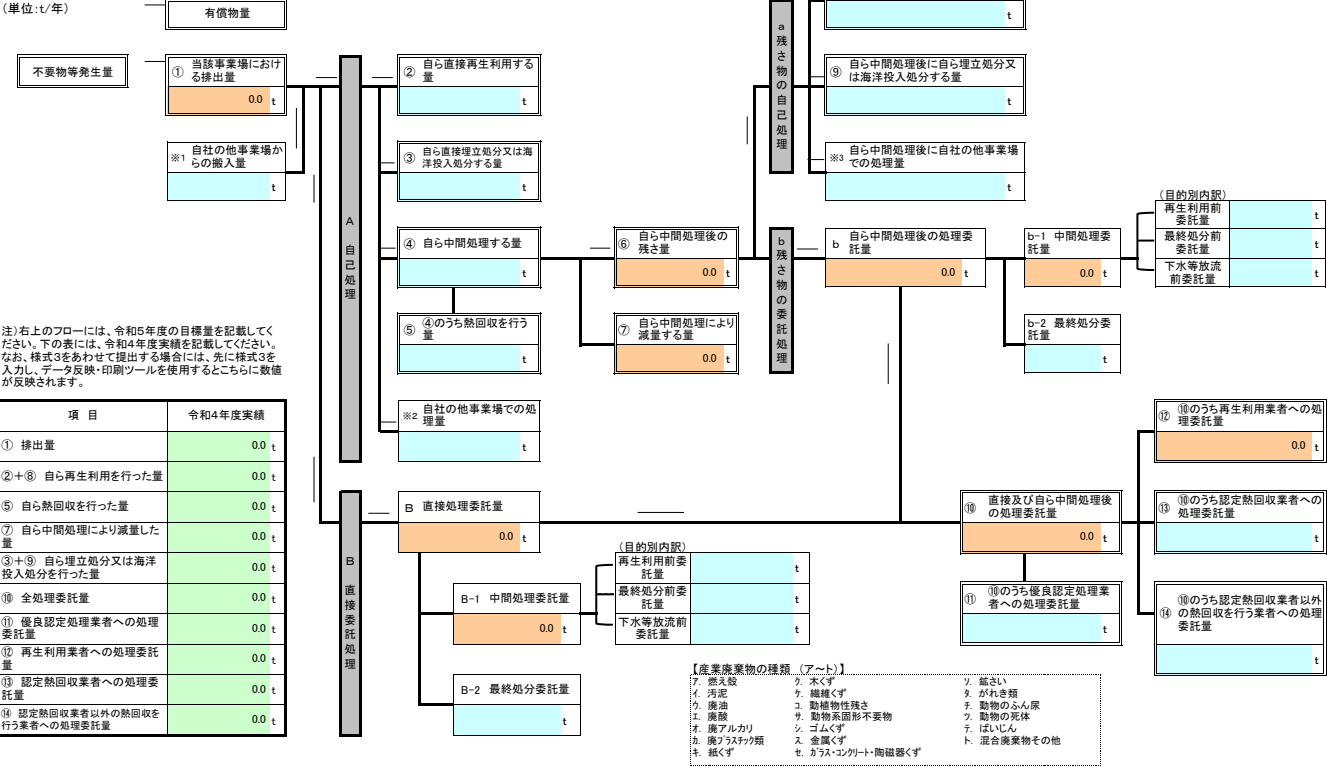 (単位:t/年)
有償物量
不要物等発生量
① 当該事業場におけ
る排出量
0.0 t
※1 自社の他事業場か
らの搬入量
t
A 自己処理
② 自ら直接再生利用する
量
t
③ 自ら直接埋立処分又は海
洋投入処分する量
t
④ 自ら中間処理する量
t
⑤ ④のうち熱回収を行う
量
t
※2 自社の他事業場での処
理量
t
⑥ 自ら中間処理後の
残さ量
0.0 t
⑦ 自ら中間処理により
減量する量
0.0 t
a 残さ物の自己処理
t
⑨ 自ら中間処理後に自ら埋立処分又
は海洋投入処分する量
t
※3 自ら中間処理後に自社の他事業場
での処理量
t
b 残さ物の委託処理
b 自ら中間処理後の処理委
託量
0.0 t
b-1 中間処理委
託量
0.0 t
(目的別内訳)
再生利用前
委託量
t
最終処分前
委託量
t
下水等放流
前委託量
t
b-2 最終処分委
託量
t
注)右上のフローには、令和5年度の目標量を記載してく
ださい。下の表には、令和4年度実績を記載してください。
なお、様式3をあわせて提出する場合には、先に様式3を
入力し、データ反映・印刷ツールを使用するとこちらに数値
が反映されます。
項 目 令和4年度実績
① 排出量 0.0 t
②+⑧ 自ら再生利用を行った量 0.0 t
⑤ 自ら熱回収を行った量 0.0 t
⑦ 自ら中間処理により減量した
量 0.0 t
③+⑨ 自ら埋立処分又は海洋
投入処分を行った量 0.0 t
⑩ 全処理委託量 0.0 t
⑪ 優良認定処理業者への処理
委託量 0.0 t
⑫ 再生利用業者への処理委託
量 0.0 t
⑬ 認定熱回収業者への処理委
託量 0.0 t
⑭ 認定熱回収業者以外の熱回収を
行う業者への処理委託量 0.0 t
B 直接委託処理
B 直接処理委託量
0.0 t
B-1 中間処理委託量
0.0 t
(目的別内訳)
再生利用前委
託量
t
最終処分前委
託量
t
下水等放流前
委託量
t
B-2 最終処分委託量
t
⑩ 直接及び自ら中間処理後
の処理委託量
0.0 t
⑪ ⑩のうち優良認定処理業
者への処理委託量
t
⑫ ⑩のうち再生利用業者への処
理委託量
0.0 t
⑬ ⑩のうち認定熱回収業者への
処理委託量
t
⑭ ⑩のうち認定熱回収業者以外
の熱回収を行う業者への処理
委託量
t
【産業廃棄物の種類 (ア~ト)】
ア. 燃え殻 ク. 木くず ソ. 鉱さい
イ. 汚泥 ケ. 繊維くず タ. がれき類
ウ. 廃油 コ. 動植物性残さ チ. 動物のふん尿
エ. 廃酸 サ. 動物系固形不要物 ツ. 動物の死体
オ. 廃アルカリ シ. ゴムくず テ. ばいじん
カ. 廃プラスチック類 ス. 金属くず ト. 混合廃棄物その他
キ. 紙くず セ. ガラス・コンクリート・陶磁器くず